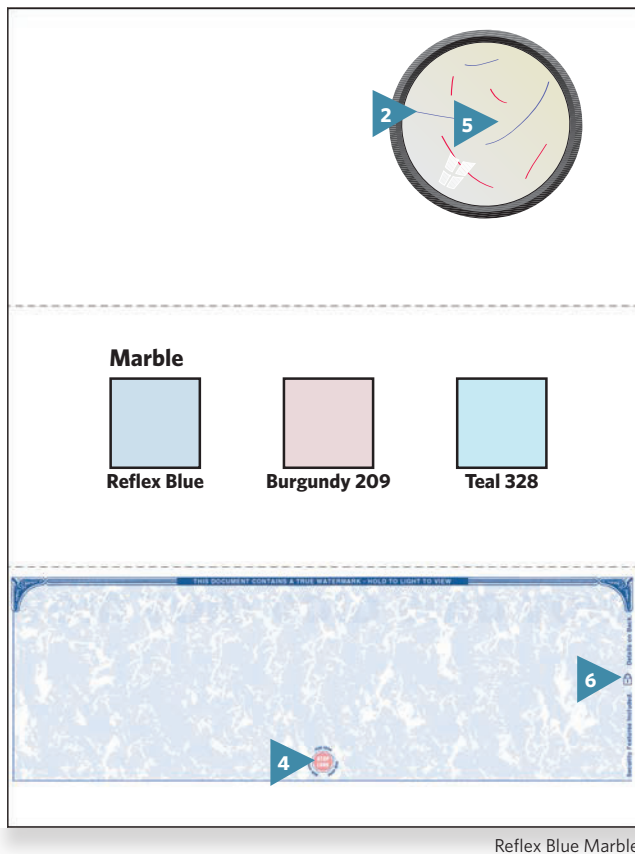 2
5
Marble
Reflex Blue
Burgundy 209
Teal 328
THIS DOCUMENT CONTAINS A TRUE WATERMARK - HOLD TO LIGHT TO VIEW
Security Features Included. Details on Back.
6
4
Reflex Blue Marble